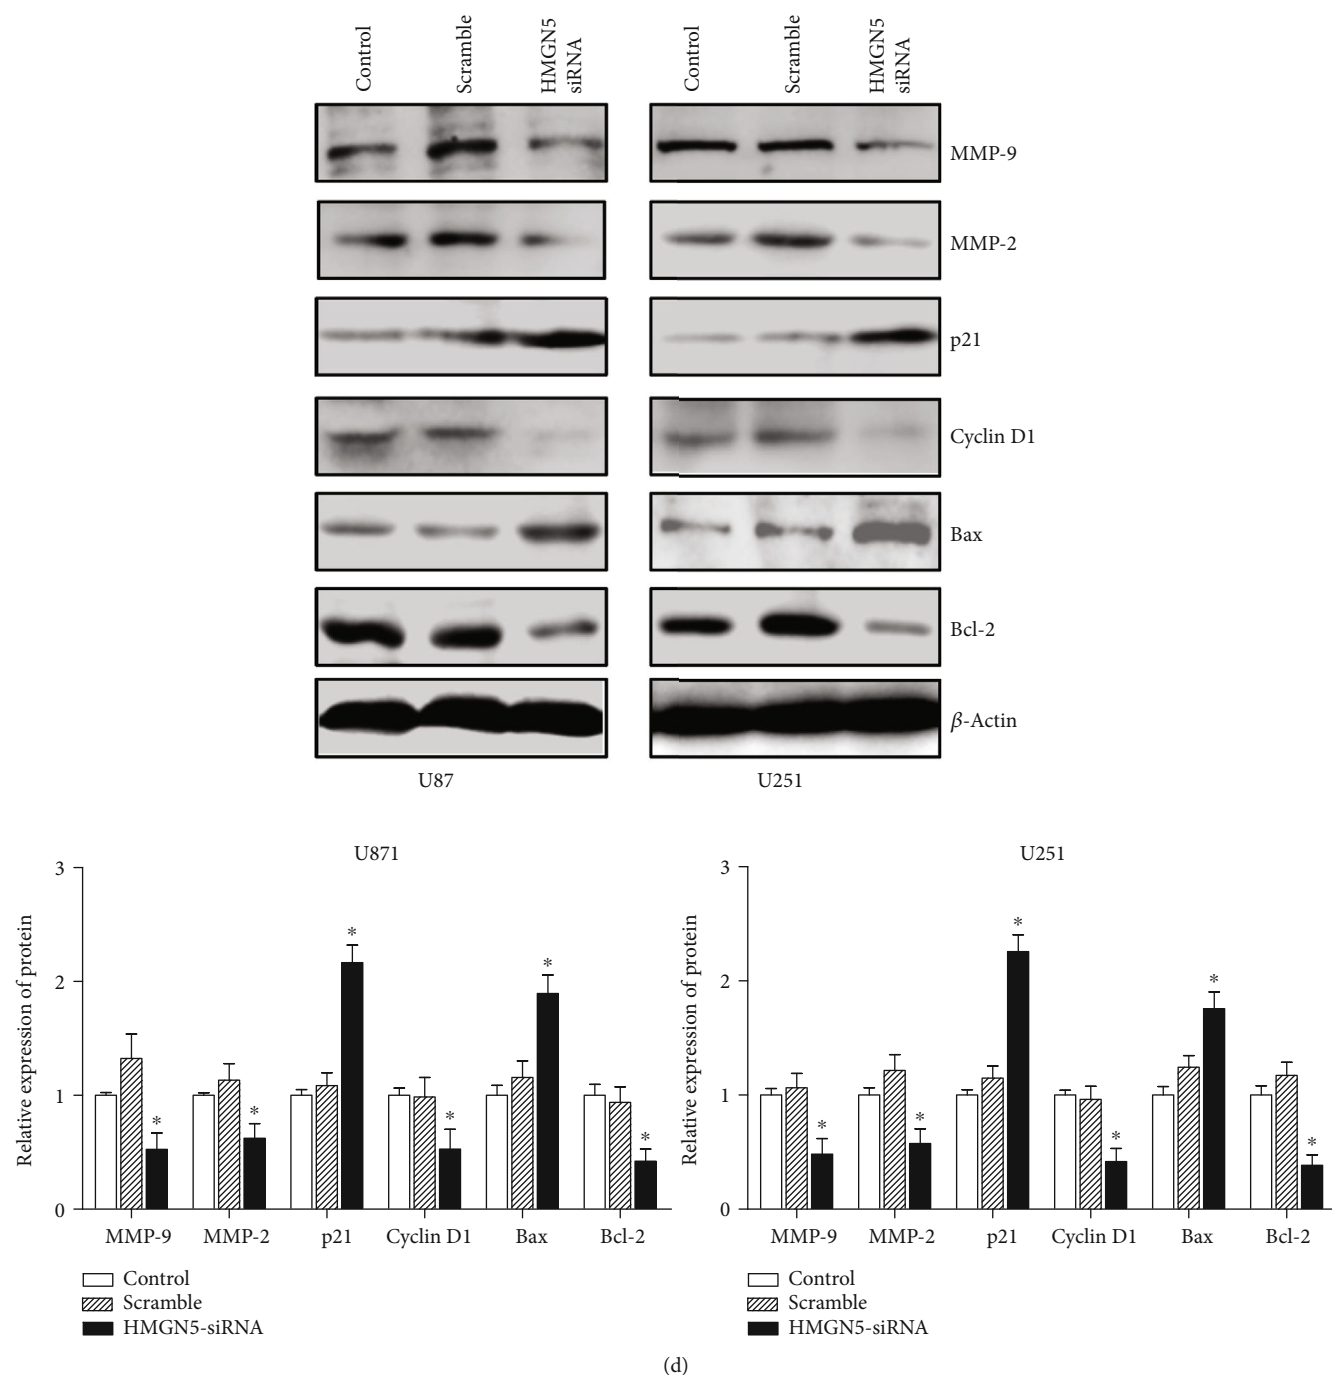 Control
Scramble
HMGN5
siRNA
Control
Scramble
HMGN5
siRNA
MMP-9
MMP-2
p21
Cyclin D1
Bax
Bcl-2
β-Actin
U87
U251
U871
Relative expression of protein
3
2
1
0
*
*
*
*
*
*
MMP-9
MMP-2
p21
Cyclin D1
Bax
Bcl-2
Control
Scramble
HMGN5-siRNA
U251
Relative expression of protein
3
2
1
0
*
*
*
*
*
*
MMP-9
MMP-2
p21
Cyclin D1
Bax
Bcl-2
Control
Scramble
HMGN5-siRNA
(d)